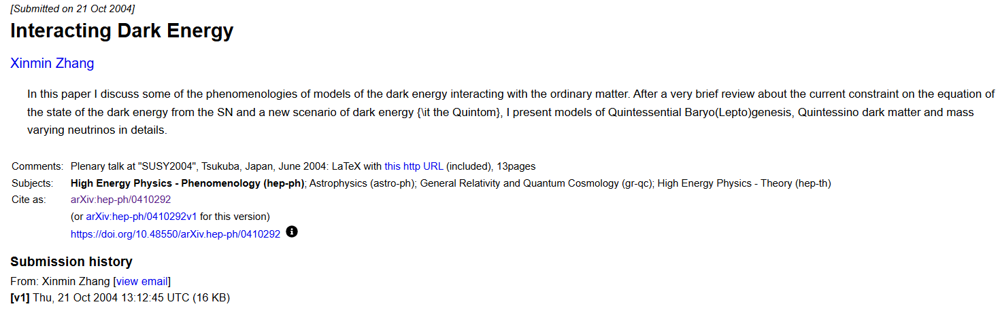 [Submitted on 21 Oct 2004]
Interacting Dark Energy
Xinmin Zhang
In this paper I discuss some of the phenomenologies of models of the dark energy interacting with the ordinary matter. After a very brief review about the current constraint on the equation of
the state of the dark energy from the SN and a new scenario of dark energy {\it the Quintom}, I present models of Quintessential Baryo(Lepto)genesis, Quintessino dark matter and mass
varying neutrinos in details.
Comments: Plenary talk at "SUSY2004", Tsukuba, Japan, June 2004: LaTeX with this http URL (included), 13pages
Subjects: High Energy Physics - Phenomenology (hep-ph); Astrophysics (astro-ph); General Relativity and Quantum Cosmology (gr-qc); High Energy Physics - Theory (hep-th)
Cite as: arXiv:hep-ph/0410292
(or arXiv:hep-ph/0410292v1 for this version)
https://doi.org/10.48550/arXiv.hep-ph/0410292
Submission history
From: Xinmin Zhang [view email]
[v1] Thu, 21 Oct 2004 13:12:45 UTC (16 KB)